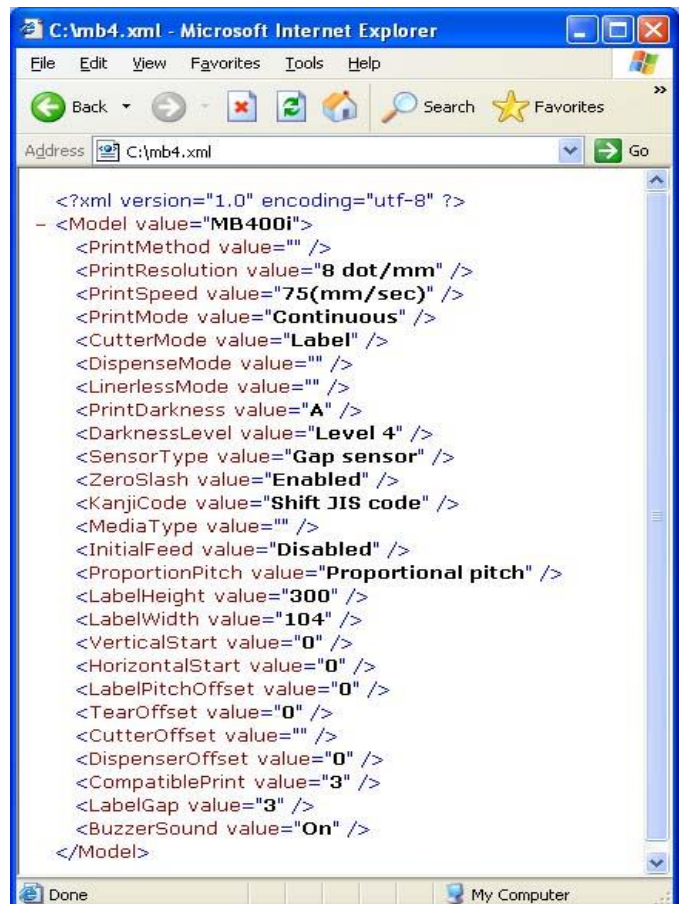 C:\mb4.xml - Microsoft Internet Explorer
File Edit View Favorites Tools Help
Back Search Favorites »
Address C:\mb4.xml Go
<?xml version="1.0" encoding="utf-8" ?>
- <Model value="MB400i">
<PrintMethod value="" />
<PrintResolution value="8 dot/mm" />
<PrintSpeed value="75(mm/sec)" />
<PrintMode value="Continuous" />
<CutterMode value="Label" />
<DispenseMode value="" />
<LinerlessMode value="" />
<PrintDarkness value="A" />
<DarknessLevel value="Level 4" />
<SensorType value="Gap sensor" />
<ZeroSlash value="Enabled" />
<KanjiCode value="Shift JIS code" />
<MediaType value="" />
<InitialFeed value="Disabled" />
<ProportionPitch value="Proportional pitch" />
<LabelHeight value="300" />
<LabelWidth value="104" />
<VerticalStart value="0" />
<HorizontalStart value="0" />
<LabelPitchOffset value="0" />
<TearOffset value="0" />
<CutterOffset value="" />
<DispenserOffset value="0" />
<CompatiblePrint value="3" />
<LabelGap value="3" />
<BuzzerSound value="On" />
</Model>
Done My Computer